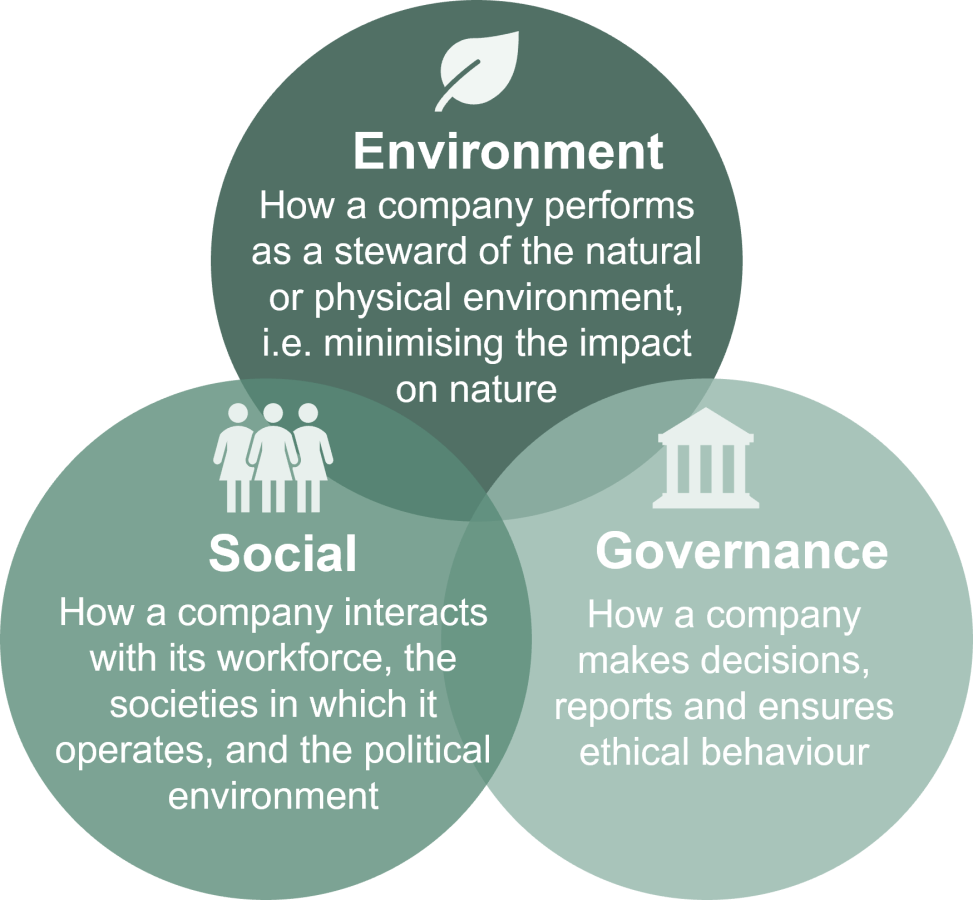 Environment
How a company performs
as a steward of the natural
or physical environment,
i.e. minimising the impact
on nature
Social
How a company interacts
with its workforce, the
societies in which it
operates, and the political
environment
Governance
How a company
makes decisions,
reports and ensures
ethical behaviour